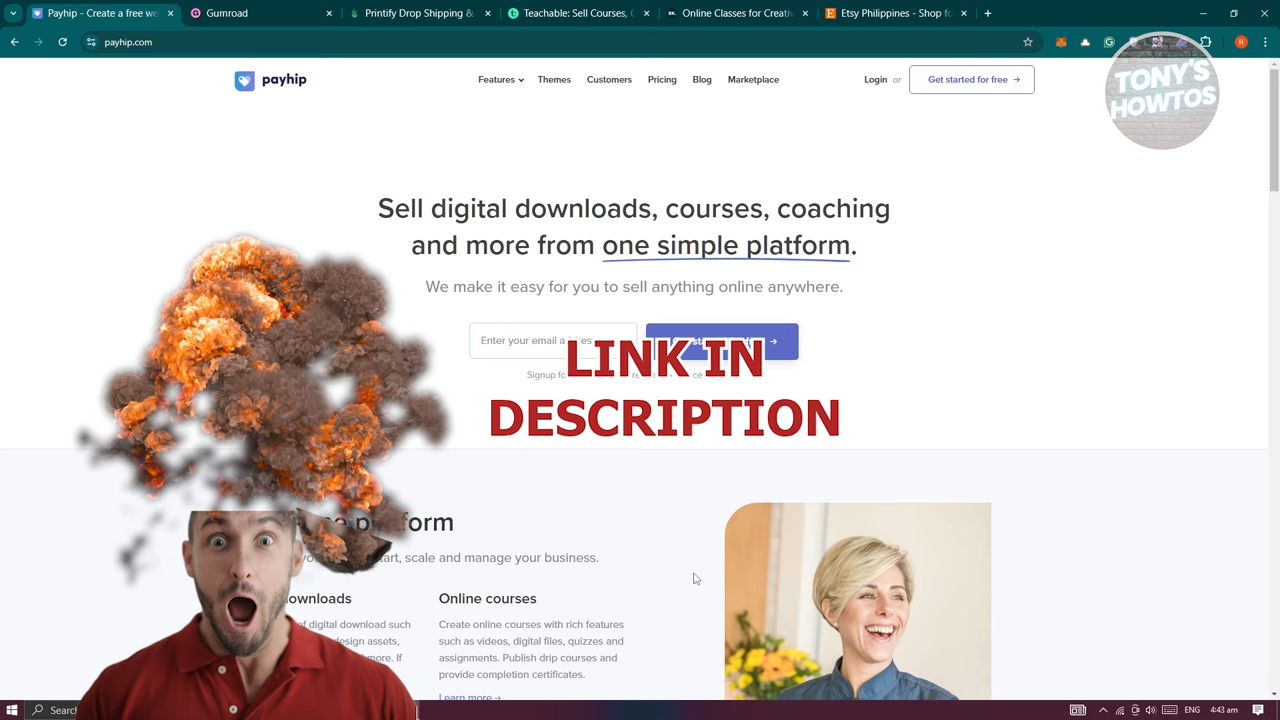 Payhip - Create a free we
Gumroad
Printify Drop Shipping &
Teachable: Sell Courses, C
Online Classes for Creativ
Etsy Philippines - Shop fo
payhip.com
payhip
Features
Themes
Customers
Pricing
Blog
Marketplace
Login or
Get started for free →
TONY'S
HOWTOS
Sell digital downloads, courses, coaching
and more from one simple platform.
We make it easy for you to sell anything online anywhere.
Enter your email
Signup
LINK IN
DESCRIPTION
start, scale and manage your business.
Online courses
of digital download such
Create online courses with rich features
design assets,
such as videos, digital files, quizzes and
more. If
assignments. Publish drip courses and
provide completion certificates.
Learn more →
Search
ENG
4:43 am